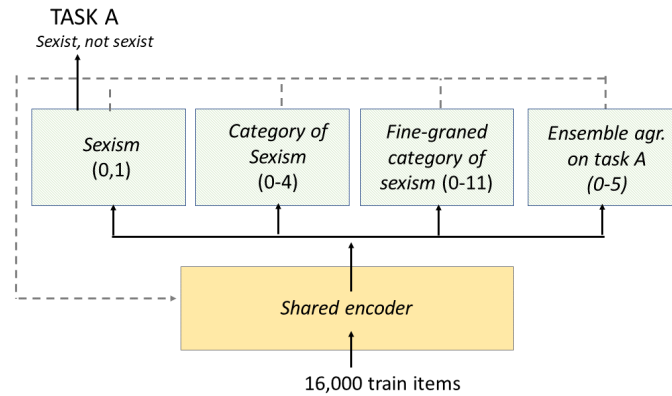 TASK A
Sexist, not sexist
Sexism
(0,1)
Category of
Sexism
(0-4)
Fine-graned
category of
sexism (0-11)
Ensemble agr.
on task A
(0-5)
Shared encoder
16,000 train items